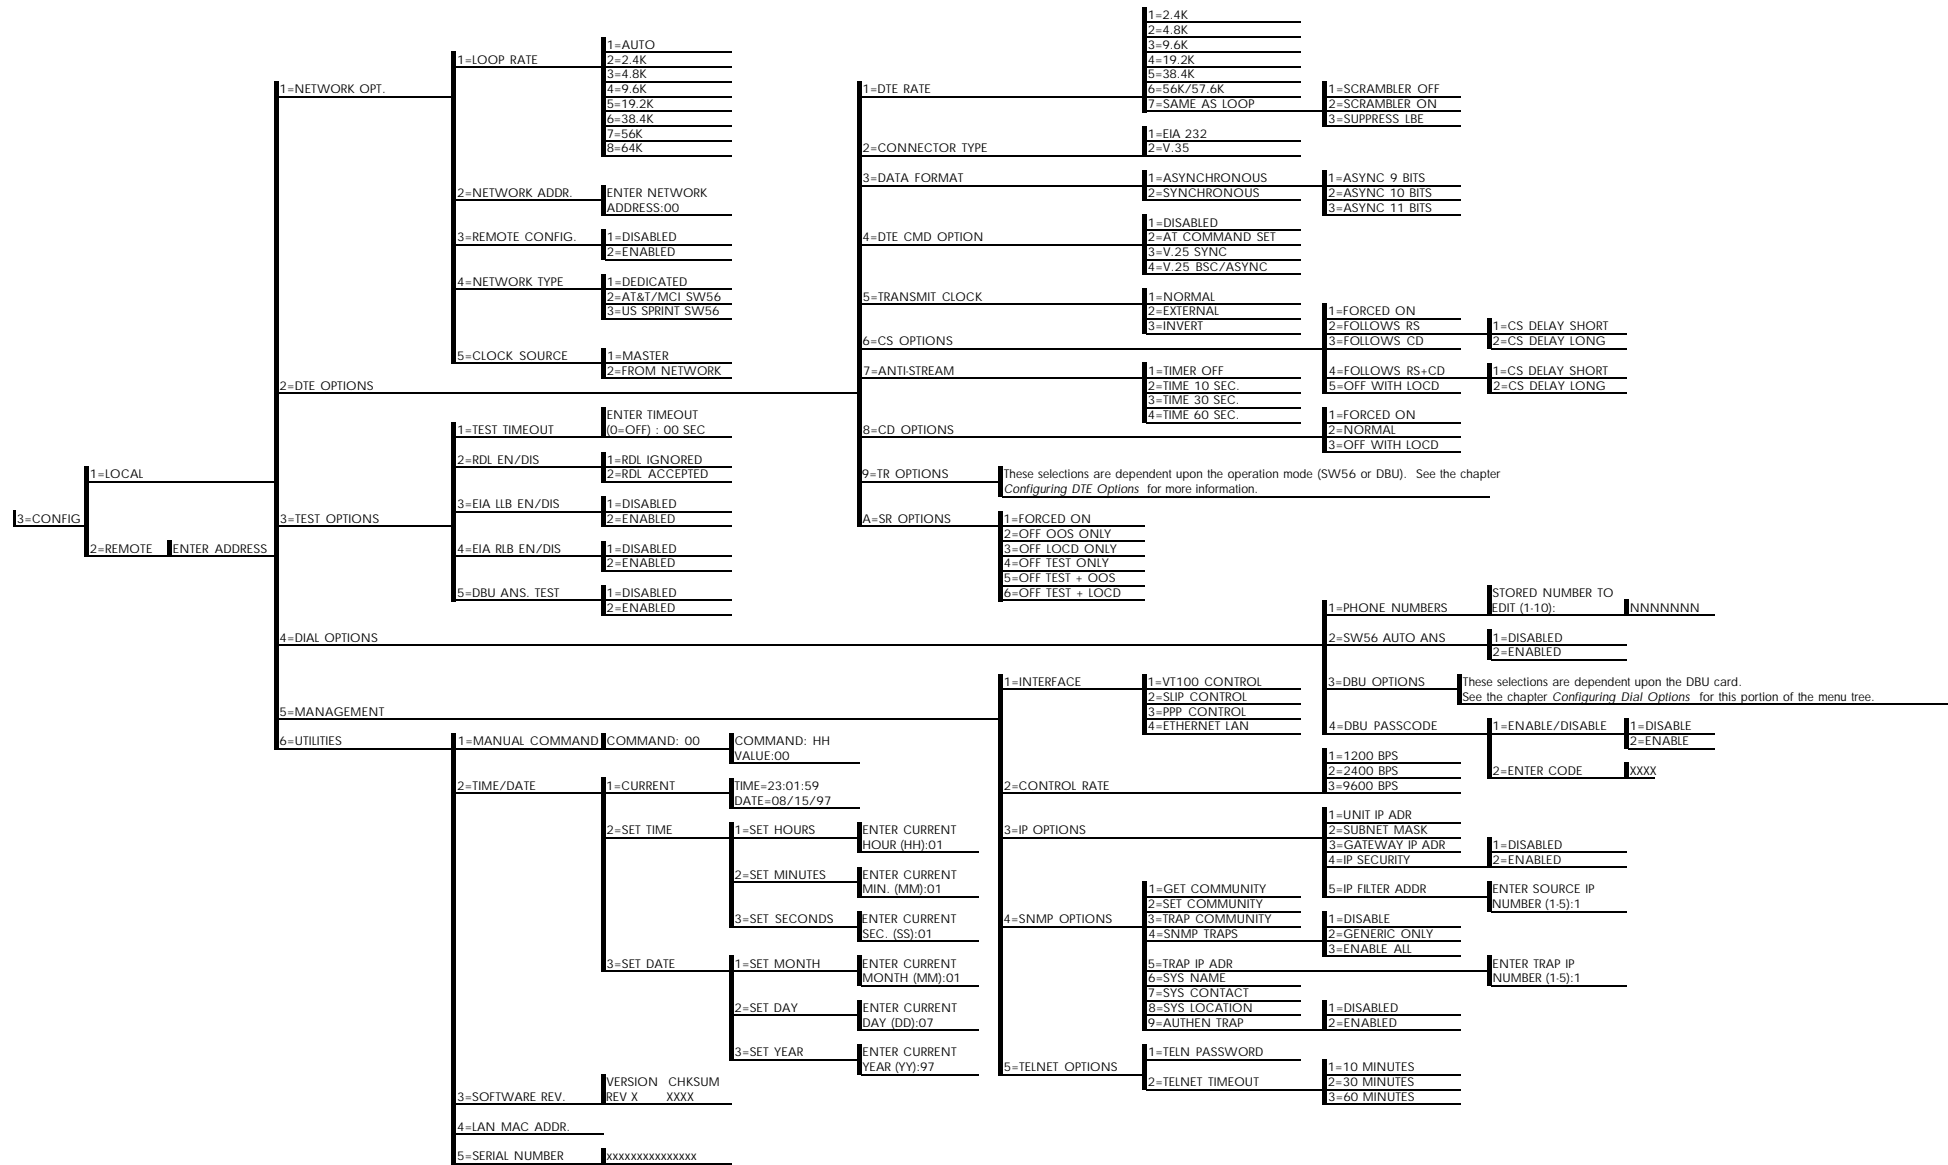 3=CONFIG
1=LOCAL
2=REMOTE
ENTER ADDRESS
1=NETWORK OPT.
1=LOOP RATE
1=AUTO
2=2.4K
3=4.8K
4=9.6K
5=19.2K
6=38.4K
7=56K
8=64K
2=NETWORK ADDR.
ENTER NETWORK
ADDRESS:00
3=REMOTE CONFIG.
1=DISABLED
2=ENABLED
4=NETWORK TYPE
1=DEDICATED
2=AT&T/MCI SW56
3=US SPRINT SW56
5=CLOCK SOURCE
1=MASTER
2=FROM NETWORK
2=DTE OPTIONS
1=DTE RATE
1=2.4K
2=4.8K
3=9.6K
4=19.2K
5=38.4K
6=56K/57.6K
7=SAME AS LOOP
1=SCRAMBLER OFF
2=SCRAMBLER ON
3=SUPPRESS LBE
2=CONNECTOR TYPE
1=EIA 232
2=V.35
3=DATA FORMAT
1=ASYNCHRONOUS
2=SYNCHRONOUS
1=ASYNC 9 BITS
2=ASYNC 10 BITS
3=ASYNC 11 BITS
4=DTE CMD OPTION
1=DISABLED
2=AT COMMAND SET
3=V.25 SYNC
4=V.25 BSC/ASYNC
5=TRANSMIT CLOCK
1=NORMAL
2=EXTERNAL
3=INVERT
6=CS OPTIONS
1=FORCED ON
2=FOLLOWS RS
3=FOLLOWS CD
1=CS DELAY SHORT
2=CS DELAY LONG
4=FOLLOWS RS+CD
5=OFF WITH LOCD
1=CS DELAY SHORT
2=CS DELAY LONG
7=ANTI-STREAM
1=TIMER OFF
2=TIME 10 SEC.
3=TIME 30 SEC.
4=TIME 60 SEC.
8=CD OPTIONS
1=FORCED ON
2=NORMAL
3=OFF WITH LOCD
9=TR OPTIONS
These selections are dependent upon the operation mode (SW56 or DBU). See the chapter
Configuring DTE Options for more information.
A=SR OPTIONS
1=FORCED ON
2=OFF OOS ONLY
3=OFF LOCD ONLY
4=OFF TEST ONLY
5=OFF TEST + OOS
6=OFF TEST + LOCD
3=TEST OPTIONS
1=TEST TIMEOUT
ENTER TIMEOUT
(0=OFF) : 00 SEC
2=RDL EN/DIS
1=RDL IGNORED
2=RDL ACCEPTED
3=EIA LLB EN/DIS
1=DISABLED
2=ENABLED
4=EIA RLB EN/DIS
1=DISABLED
2=ENABLED
5=DBU ANS. TEST
1=DISABLED
2=ENABLED
4=DIAL OPTIONS
1=PHONE NUMBERS
STORED NUMBER TO
EDIT (1-10):
NNNNNNN
2=SW56 AUTO ANS
1=DISABLED
2=ENABLED
3=DBU OPTIONS
These selections are dependent upon the DBU card.
See the chapter Configuring Dial Options for this portion of the menu tree.
4=DBU PASSCODE
1=ENABLE/DISABLE
1=DISABLE
2=ENABLE
2=ENTER CODE
XXXX
5=MANAGEMENT
1=INTERFACE
1=VT100 CONTROL
2=SLIP CONTROL
3=PPP CONTROL
4=ETHERNET LAN
2=CONTROL RATE
1=1200 BPS
2=2400 BPS
3=9600 BPS
3=IP OPTIONS
1=UNIT IP ADR
2=SUBNET MASK
3=GATEWAY IP ADR
4=IP SECURITY
1=DISABLED
2=ENABLED
5=IP FILTER ADDR
ENTER SOURCE IP
NUMBER (1-5):1
4=SNMP OPTIONS
1=GET COMMUNITY
2=SET COMMUNITY
3=TRAP COMMUNITY
4=SNMP TRAPS
1=DISABLE
2=GENERIC ONLY
3=ENABLE ALL
5=TRAP IP ADR
ENTER TRAP IP
NUMBER (1-5):1
6=SYS NAME
7=SYS CONTACT
8=SYS LOCATION
9=AUTHEN TRAP
1=DISABLED
2=ENABLED
5=TELNET OPTIONS
1=TELN PASSWORD
2=TELNET TIMEOUT
1=10 MINUTES
2=30 MINUTES
3=60 MINUTES
6=UTILITIES
1=MANUAL COMMAND
COMMAND: 00
COMMAND: HH
VALUE:00
2=TIME/DATE
1=CURRENT
TIME=23:01:59
DATE=08/15/97
2=SET TIME
1=SET HOURS
ENTER CURRENT
HOUR (HH):01
2=SET MINUTES
ENTER CURRENT
MIN. (MM):01
3=SET SECONDS
ENTER CURRENT
SEC. (SS):01
3=SET DATE
1=SET MONTH
ENTER CURRENT
MONTH (MM):01
2=SET DAY
ENTER CURRENT
DAY (DD):07
3=SET YEAR
ENTER CURRENT
YEAR (YY):97
3=SOFTWARE REV.
VERSION CHKSUM
REV X XXXX
4=LAN MAC ADDR.
5=SERIAL NUMBER
xxxxxxxxxxxxxxx